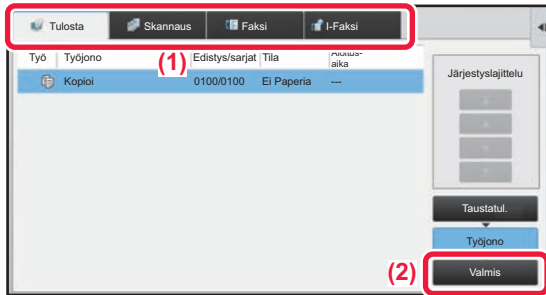 Tulosta Skannaus Faksi I-Faksi
(1)
Työ Työjono Edistys/sarjat Tila Aloitus-
aika
Kopioi 0100/0100 Ei Paperia ---
Järjestyslajittelu
Taustatul.
Työjono
(2)
Valmis